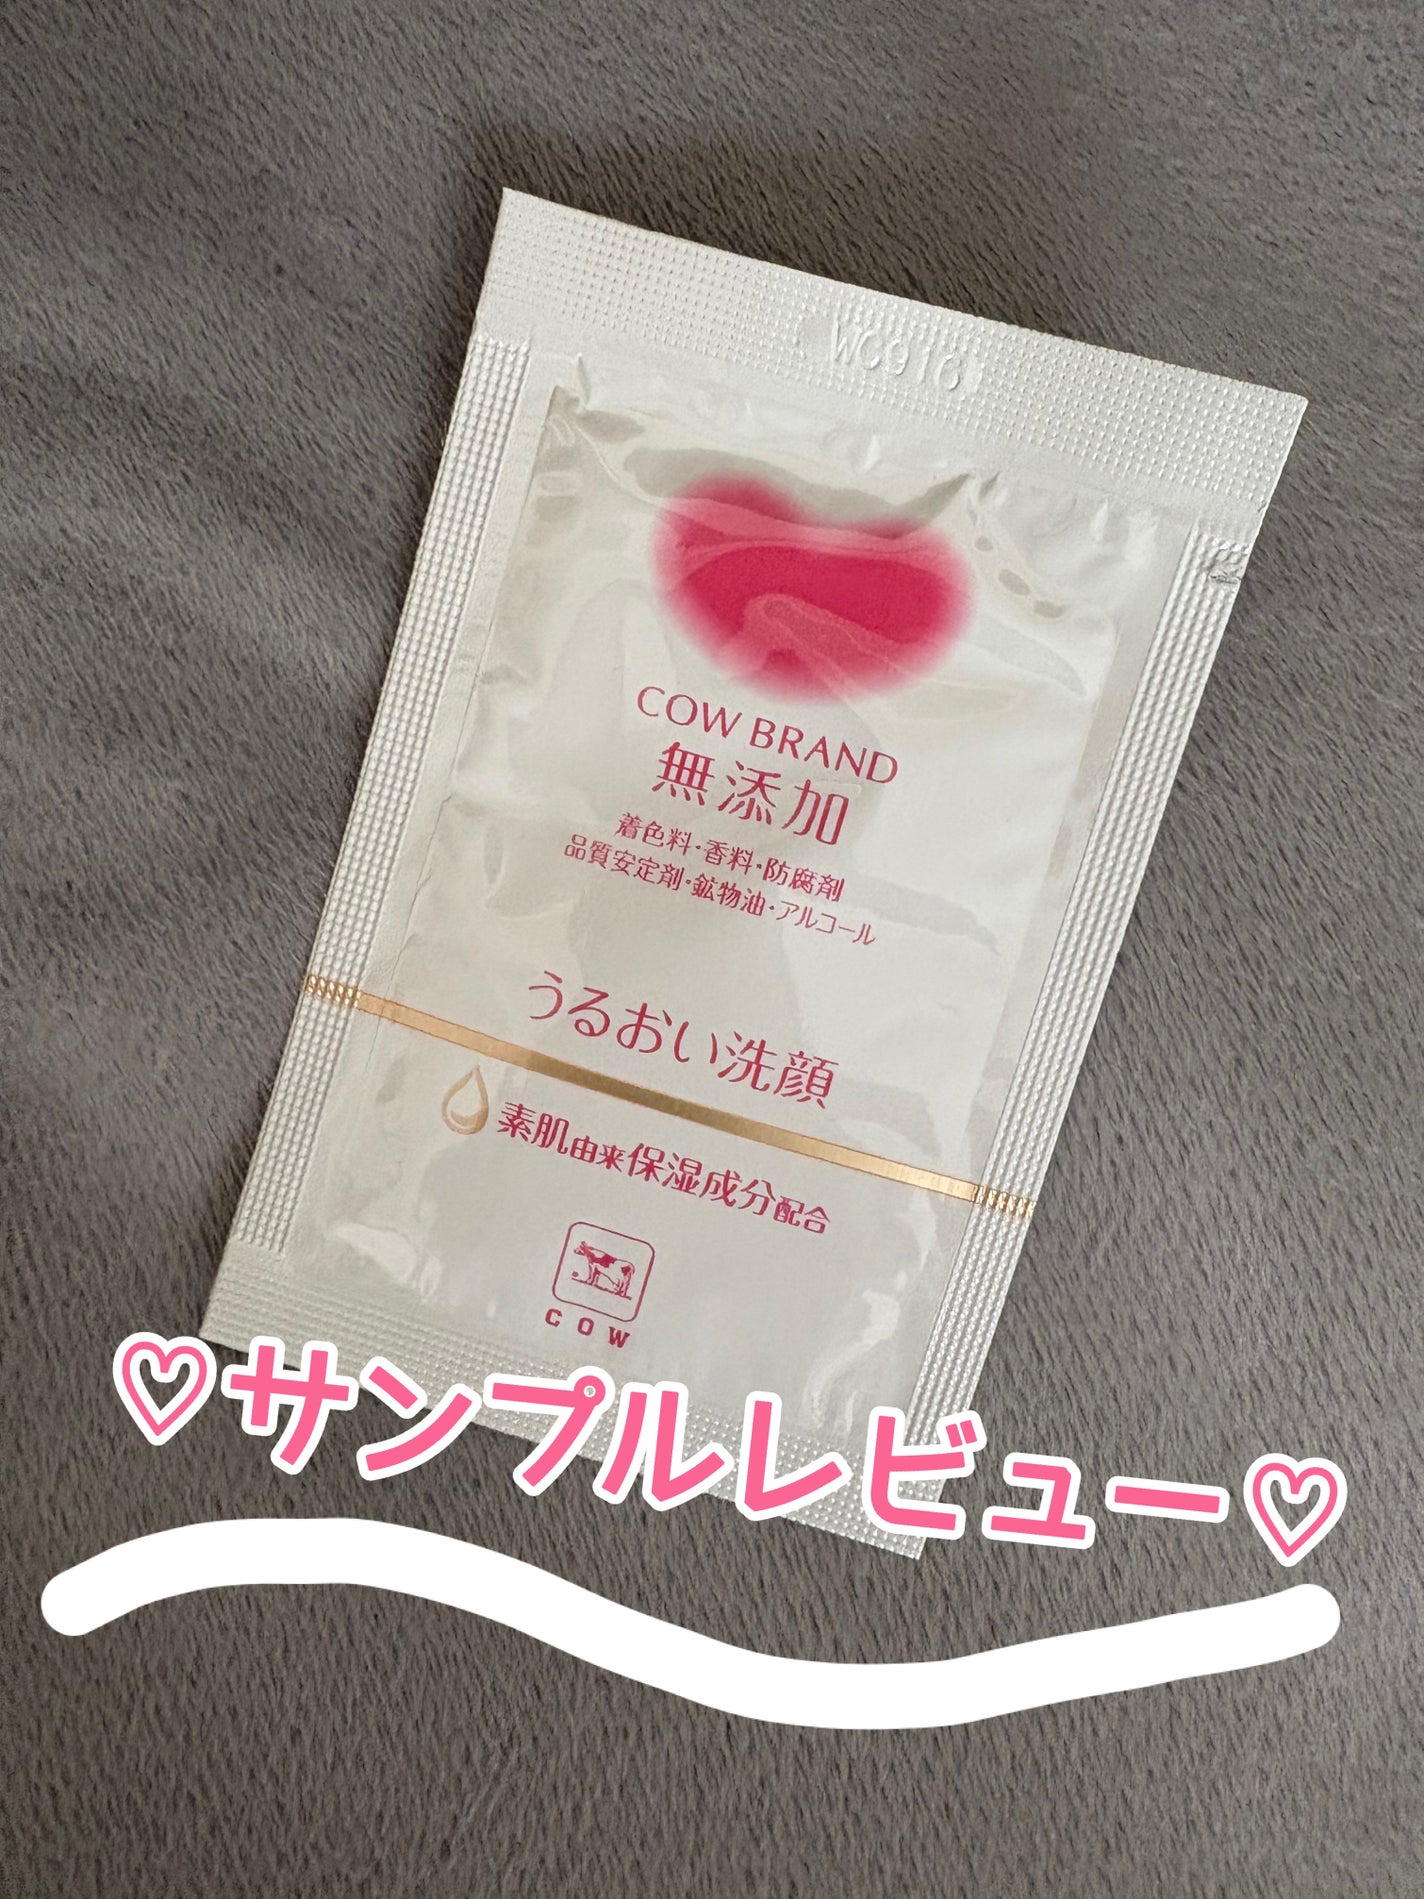 WG916
COW BRAND
無添加
着色料・香料・防腐剤
品質安定剤・鉱物油・アルコール
うるおい洗顔
素肌由来保湿成分配合
COW
♡サンプルレビュー♡